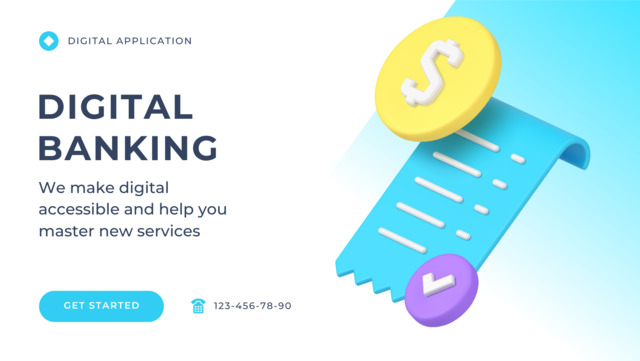 DIGITAL APPLICATION
DIGITAL
BANKING
We make digital
accessible and help you
master new services
GET STARTED
123-456-78-90
$